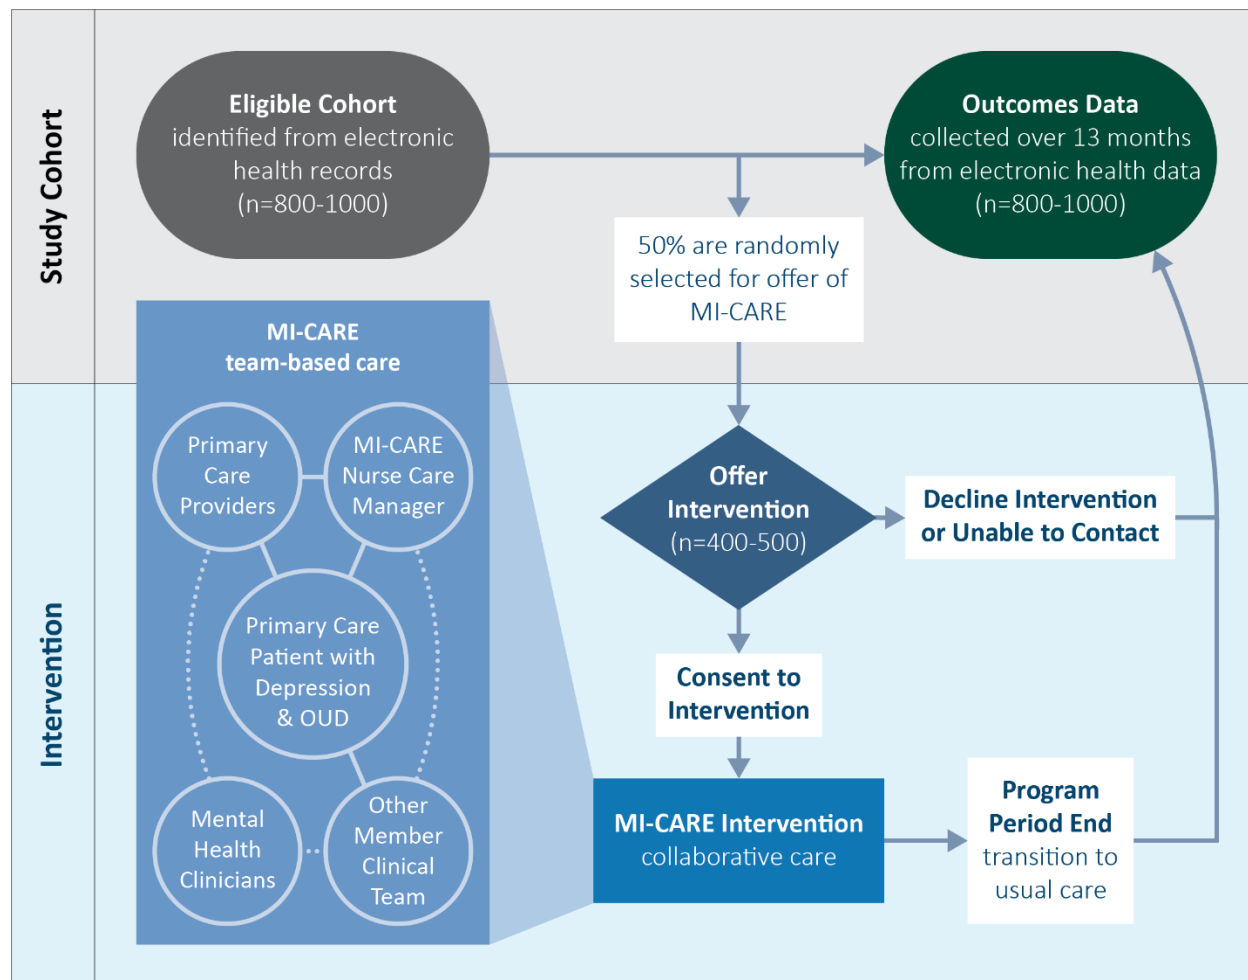 Study Cohort
Eligible Cohort
identified from electronic
health records
(n=800-1000)
Outcomes Data
collected over 13 months
from electronic health data
(n=800-1000)
50% are randomly
selected for offer of
MI-CARE
MI-CARE
team-based care
Primary
Care
Providers
MI-CARE
Nurse Care
Manager
Primary Care
Patient with
Depression
& OUD
Mental
Health
Clinicians
Other
Member
Clinical
Team
Intervention
Offer
Intervention
(n=400-500)
Decline Intervention
or Unable to Contact
Consent to
Intervention
MI-CARE Intervention
collaborative care
Program
Period End
transition to
usual care